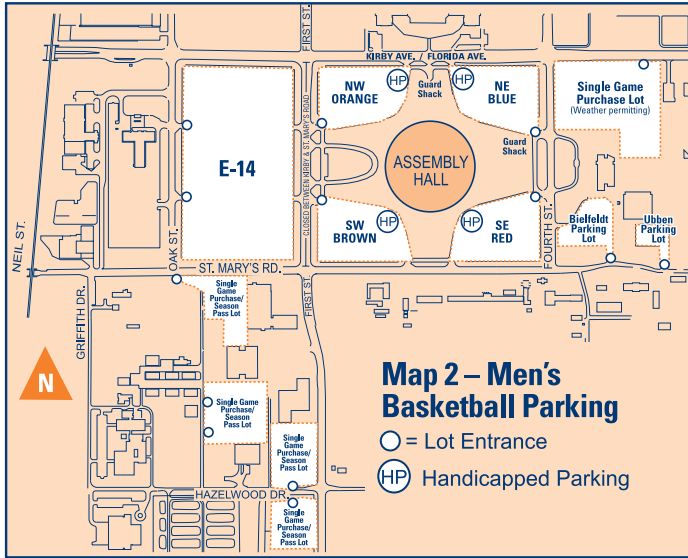 FIRST ST.
KIRBY AVE. / FLORIDA AVE.
NW
ORANGE
HP
Guard
Shack
HP
NE
BLUE
Single Game
Purchase Lot
(Weather permitting)
E-14
CLOSED BETWEEN KIRBY & ST. MARY'S ROAD
ASSEMBLY
HALL
Guard
Shack
NEIL ST.
OAK ST.
SW
BROWN
HP
HP
SE
RED
FOURTH ST.
Bielfeldt
Parking
Lot
Ubben
Parking
Lot
ST. MARY'S RD.
GRIFFITH DR.
Single
Game
Purchase/
Season
Pass Lot
FIRST ST.
N
Single Game
Purchase/
Season
Pass Lot
Single
Game
Purchase/
Season
Pass Lot
HAZELWOOD DR.
Single
Game
Purchase/
Season
Pass Lot
Map 2 – Men's
Basketball Parking
= Lot Entrance
HP Handicapped Parking